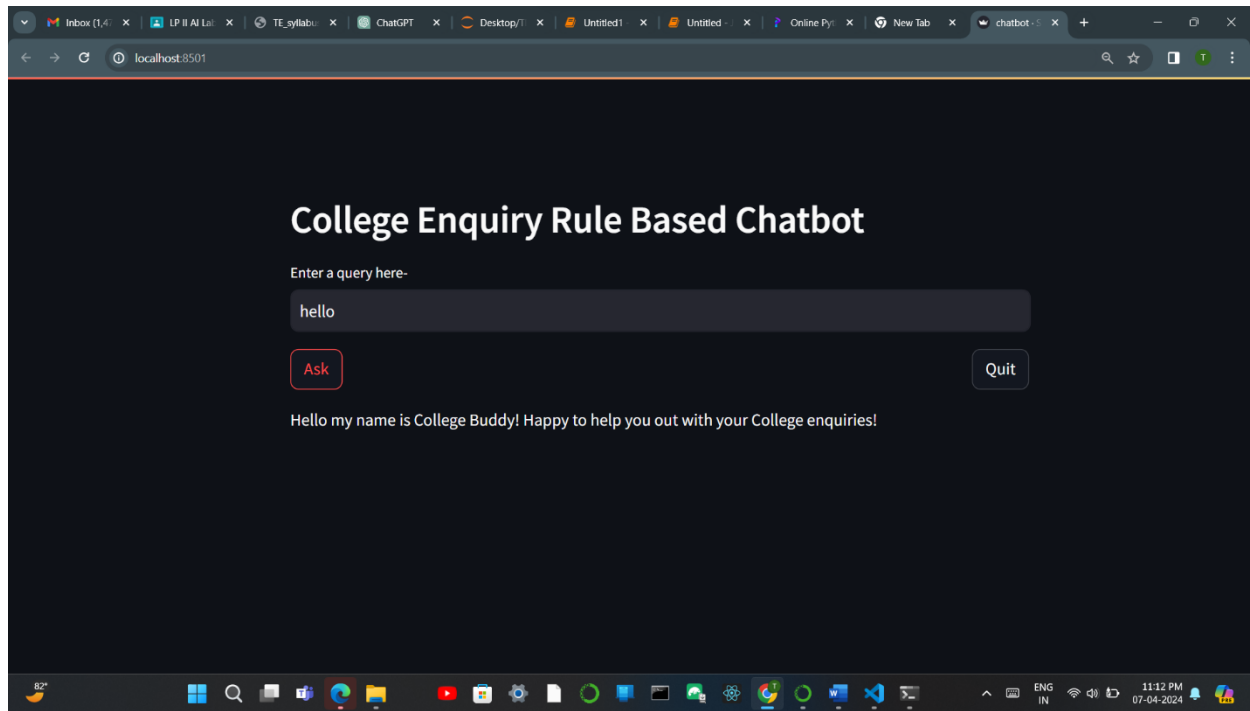 Inbox (1,4
LP II AI Lal
TE_syllabu
ChatGPT
Desktop/T
Untitled1
Untitled -
Online Pyt
New Tab
chatbot · S
localhost:8501
T
College Enquiry Rule Based Chatbot
Enter a query here-
hello
Ask
Quit
Hello my name is College Buddy! Happy to help you out with your College enquiries!
82°
ENG
IN
11:12 PM
07-04-2024